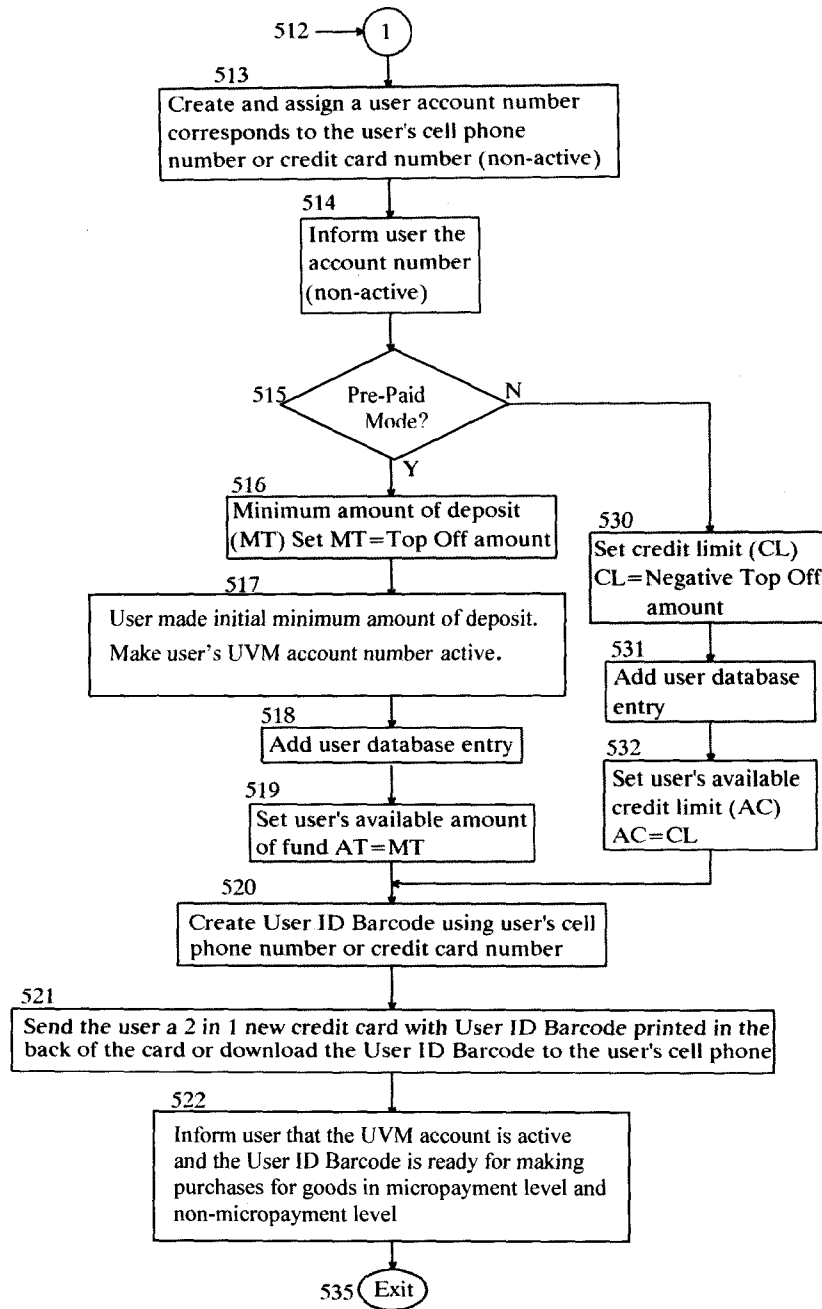 512
1
513
Create and assign a user account number
corresponds to the user's cell phone
number or credit card number (non-active)
514
Inform user the
account number
(non-active)
515
Pre-Paid
Mode?
N
Y
516
Minimum amount of deposit
(MT) Set MT=Top Off amount
517
User made initial minimum amount of deposit.
Make user's UVM account number active.
518
Add user database entry
519
Set user's available amount
of fund AT=MT
530
Set credit limit (CL)
CL=Negative Top Off
amount
531
Add user database
entry
532
Set user's available
credit limit (AC)
AC=CL
520
Create User ID Barcode using user's cell
phone number or credit card number
521
Send the user a 2 in 1 new credit card with User ID Barcode printed in the
back of the card or download the User ID Barcode to the user's cell phone
522
Inform user that the UVM account is active
and the User ID Barcode is ready for making
purchases for goods in micropayment level and
non-micropayment level
535
Exit